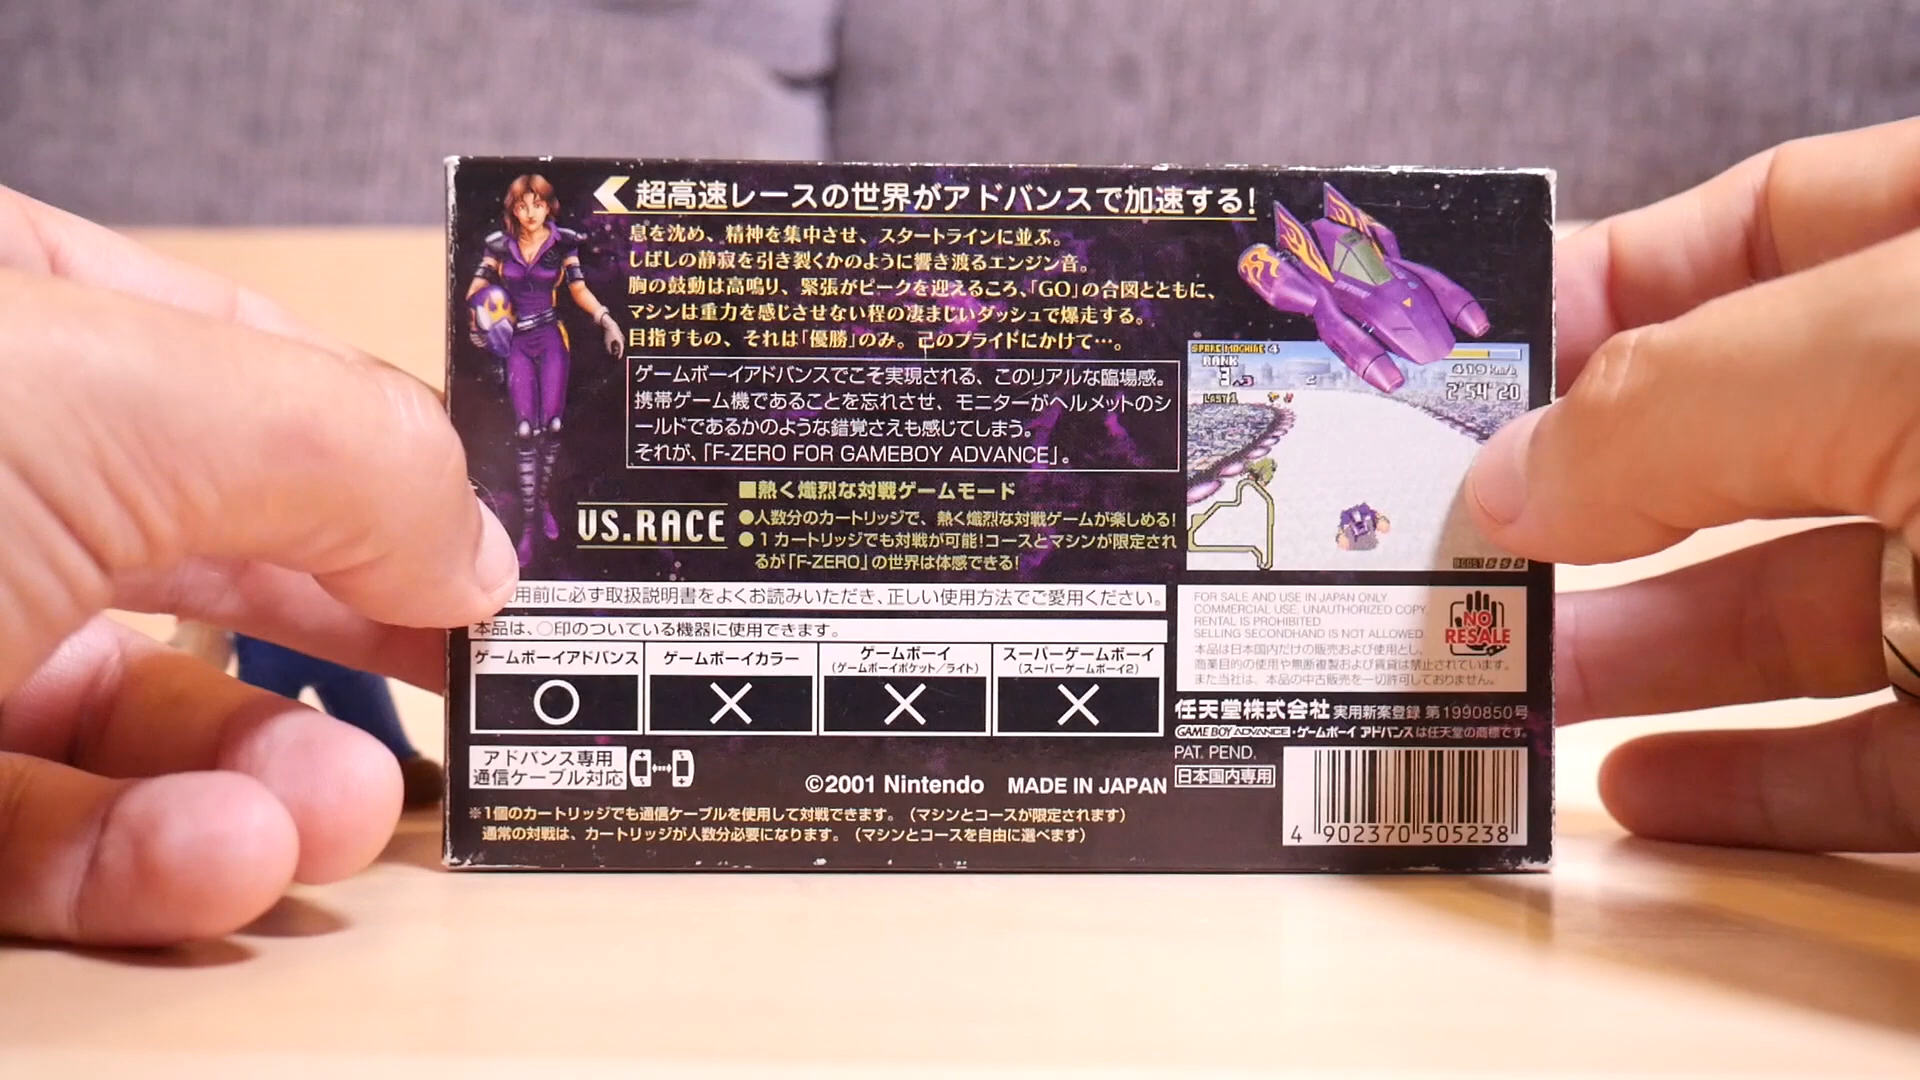 超高速レースの世界がアドバンスで加速する!
息を沈め、精神を集中させ、スタートラインに並ぶ。
しばしの静寂を引き裂くかのように響き渡るエンジン音。
胸の鼓動は高鳴り、緊張がピークを迎えるころ、「GO」の合図とともに、
マシンは重力を感じさせない程の凄まじいダッシュで爆走する。
目指すもの、それは「優勝」のみ。己のプライドにかけて…。
ゲームボーイアドバンスでこそ実現される、このリアルな臨場感。
携帯ゲーム機であることを忘れさせ、モニターがヘルメットのシ
ールドであるかのような錯覚さえも感じてしまう。
それが、「F-ZERO FOR GAMEBOY ADVANCE」。
SPARE MACHINE 4
RANK
3
LAST 1
2
419 km/h
2'54"20
BOOST S S S
VS.RACE
■熱く熾烈な対戦ゲームモード
●人数分のカートリッジで、熱く熾烈な対戦ゲームが楽しめる!
●1カートリッジでも対戦が可能!コースとマシンが限定され
るが「F-ZERO」の世界は体感できる!
用前に必ず取扱説明書をよくお読みいただき、正しい使用方法でご愛用ください。
本品は、○印のついている機器に使用できます。
ゲームボーイアドバンス
ゲームボーイカラー
ゲームボーイ
(ゲームボーイポケット/ライト)
スーパーゲームボーイ
(スーパーゲームボーイ2)
○
×
×
×
アドバンス専用
通信ケーブル対応
©2001 Nintendo MADE IN JAPAN
※1個のカートリッジでも通信ケーブルを使用して対戦できます。(マシンとコースが限定されます)
通常の対戦は、カートリッジが人数分必要になります。(マシンとコースを自由に選べます)
FOR SALE AND USE IN JAPAN ONLY
COMMERCIAL USE, UNAUTHORIZED COPY,
RENTAL IS PROHIBITED
SELLING SECONDHAND IS NOT ALLOWED
NO
RESALE
本品は日本国内だけの販売および使用とし、
商業目的の使用や無断複製および賃貸は禁止されています。
また当社は、本品の中古販売を一切許可しておりません。
任天堂株式会社 実用新案登録 第1990850号
GAME BOY ADVANCE・ゲームボーイ アドバンスは任天堂の商標です。
PAT. PEND.
日本国内専用
4 902370 505238